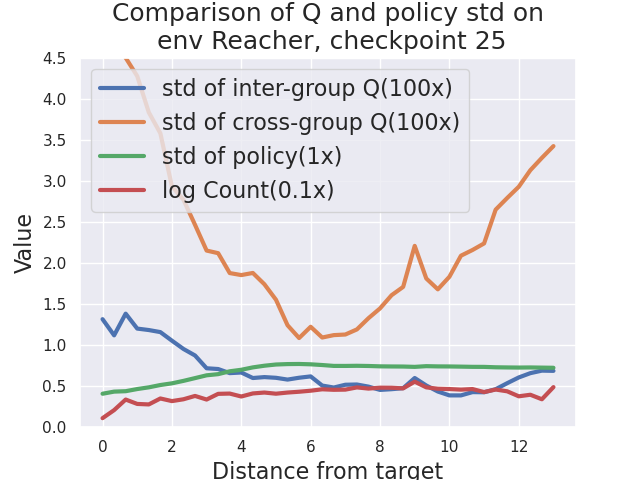 Comparison of Q and policy std on
env Reacher, checkpoint 25
4.5
4.0
3.5
3.0
2.5
2.0
1.5
1.0
0.5
0.0
Value
std of inter-group Q(100x)
std of cross-group Q(100x)
std of policy(1x)
log Count(0.1x)
0 2 4 6 8 10 12
Distance from target